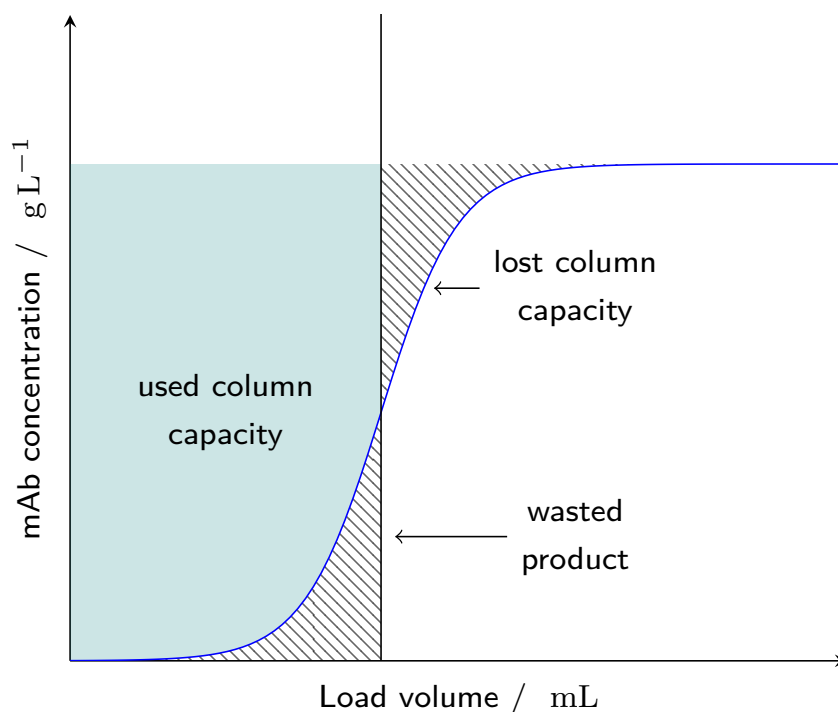 mAb concentration / g L⁻¹
used column
capacity
lost column
capacity
wasted
product
Load volume / mL